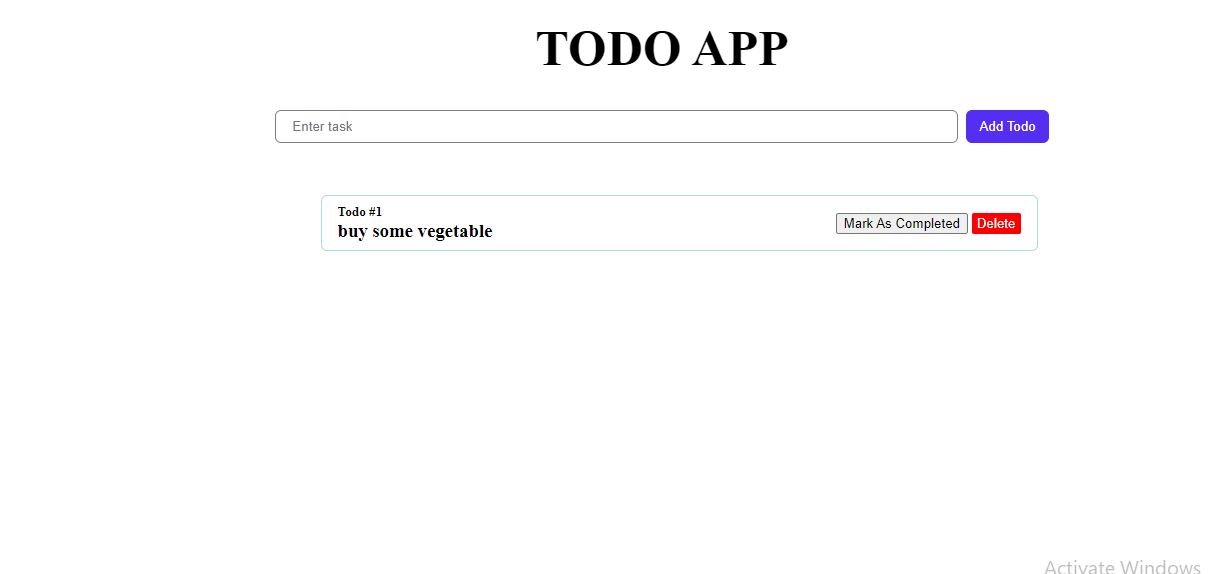 TODO APP
Enter task
Add Todo
Todo #1
buy some vegetable
Mark As Completed
Delete
Activate Windows